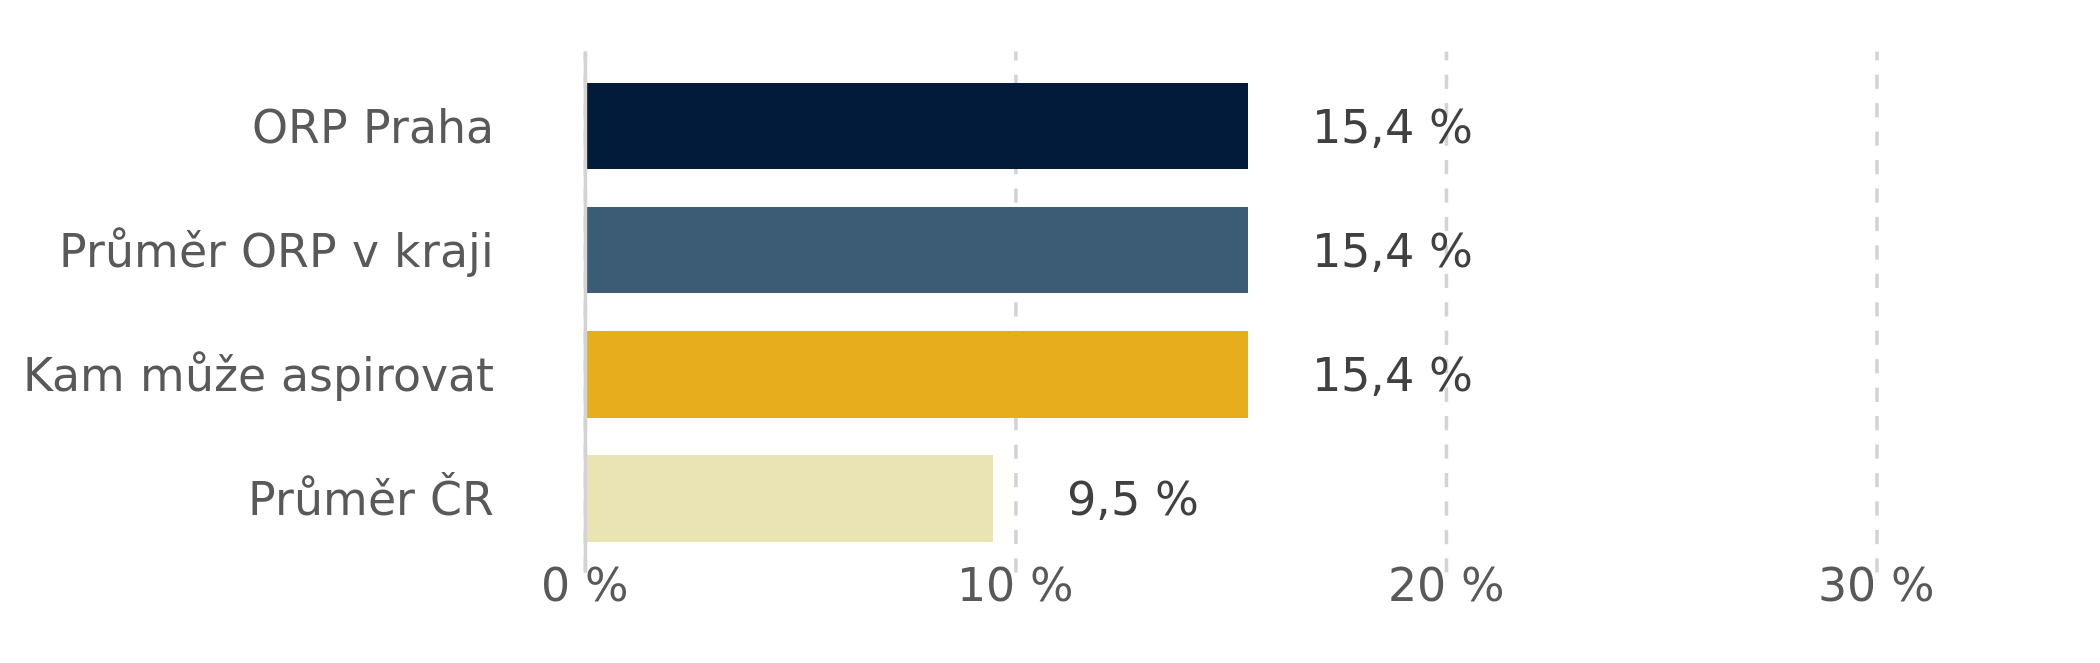 ORP Praha 15,4 %
Průměr ORP v kraji 15,4 %
Kam může aspirovat 15,4 %
Průměr ČR 9,5 %
0 % 10 % 20 % 30 %